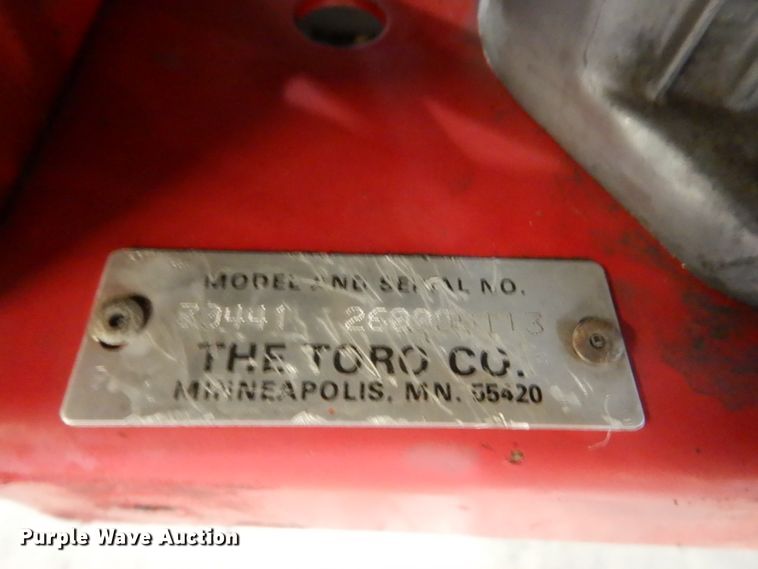 MODEL AND SERIAL NO.
THE TORO CO.
MINNEAPOLIS, MN. 55420
Purple Wave Auction